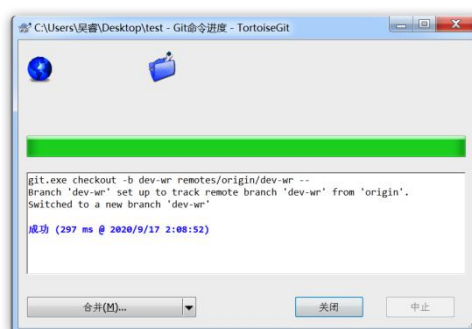 C:\Users\吴睿\Desktop\test - Git命令进度 - TortoiseGit
git.exe checkout -b dev-wr remotes/origin/dev-wr --
Branch 'dev-wr' set up to track remote branch 'dev-wr' from 'origin'.
Switched to a new branch 'dev-wr'
成功 (297 ms @ 2020/9/17 2:08:52)
合并(M)...
关闭
中止